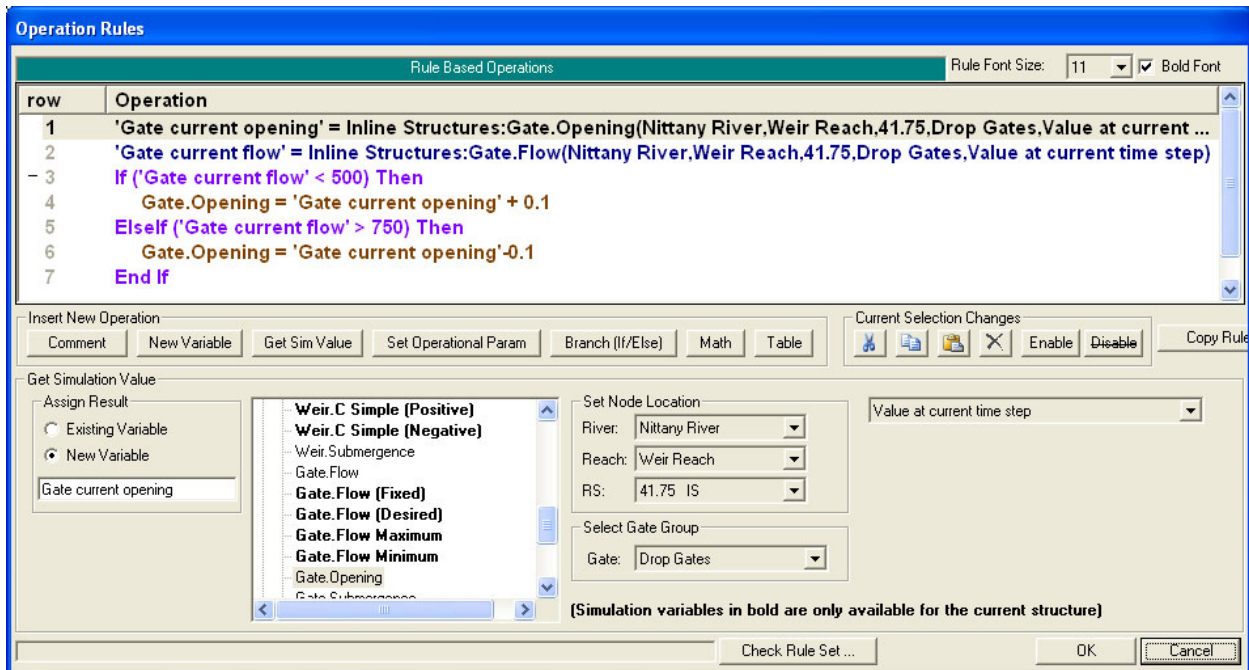 Operation Rules
Rule Based Operations
Rule Font Size: 11 Bold Font
row Operation
1 'Gate current opening' = Inline Structures:Gate.Opening(Nittany River,Weir Reach,41.75,Drop Gates,Value at current ...
2 'Gate current flow' = Inline Structures:Gate.Flow(Nittany River,Weir Reach,41.75,Drop Gates,Value at current time step)
3 If ('Gate current flow' < 500) Then
4 Gate.Opening = 'Gate current opening' + 0.1
5 ElseIf ('Gate current flow' > 750) Then
6 Gate.Opening = 'Gate current opening'-0.1
7 End If
Insert New Operation
Comment New Variable Get Sim Value Set Operational Param Branch (If/Else) Math Table
Current Selection Changes
Enable Disable
Copy Rule
Get Simulation Value
Assign Result
Existing Variable
New Variable
Gate current opening
Weir.C Simple (Positive)
Weir.C Simple (Negative)
Weir.Submergence
Gate.Flow
Gate.Flow (Fixed)
Gate.Flow (Desired)
Gate.Flow Maximum
Gate.Flow Minimum
Gate.Opening
Gate.Submergence
Set Node Location
River: Nittany River
Reach: Weir Reach
RS: 41.75 IS
Select Gate Group
Gate: Drop Gates
Value at current time step
(Simulation variables in bold are only available for the current structure)
Check Rule Set ...
OK
Cancel